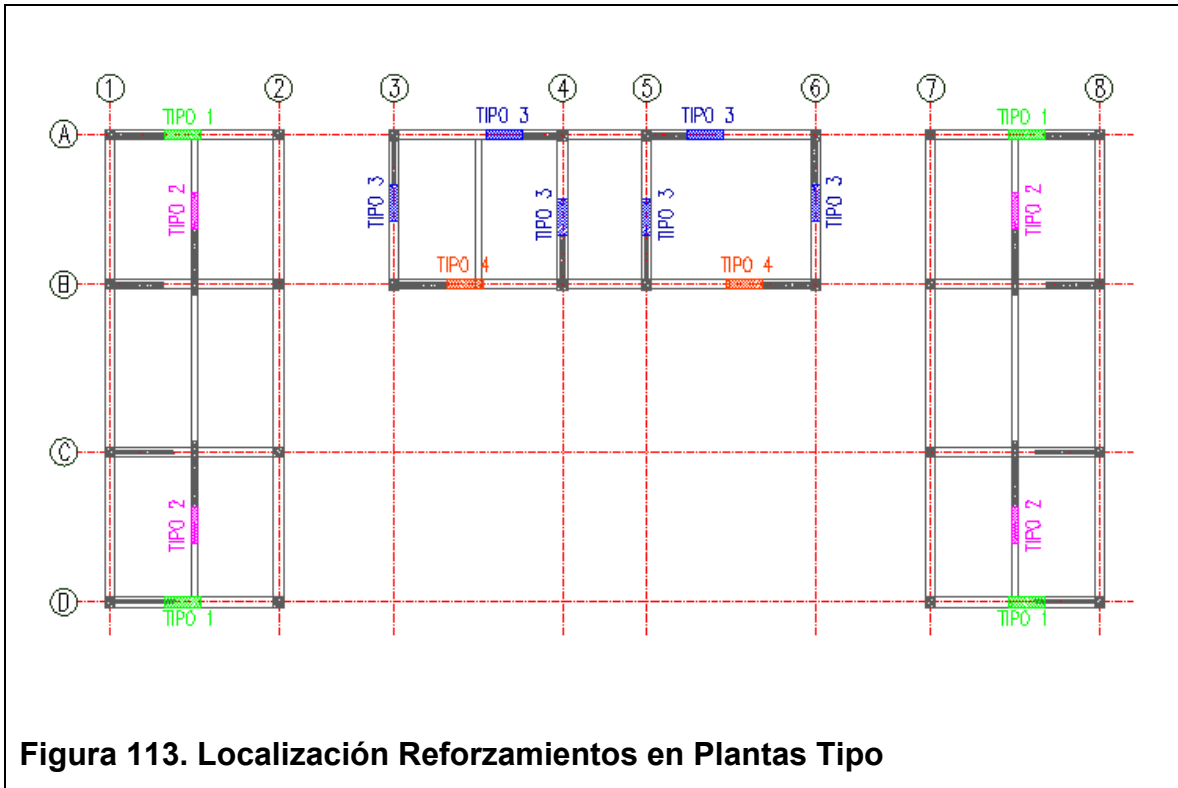 1 2 3 4 5 6 7 8
TIPO 1 TIPO 3 TIPO 3 TIPO 1
A
TIPO 2 TIPO 3 TIPO 3 TIPO 3 TIPO 3 TIPO 2
TIPO 4 TIPO 4
B
C
TIPO 2 TIPO 2
D
TIPO 1 TIPO 1
Figura 113. Localización Reforzamientos en Plantas Tipo